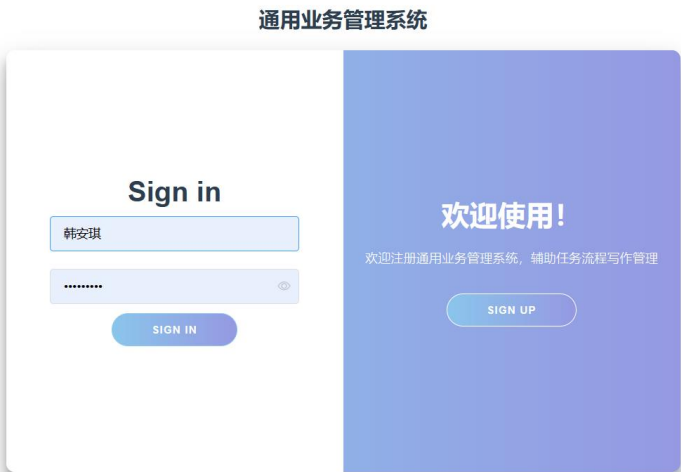 通用业务管理系统
Sign in
韩安琪
•••••••••
SIGN IN
欢迎使用！
欢迎注册通用业务管理系统，辅助任务流程写作管理
SIGN UP